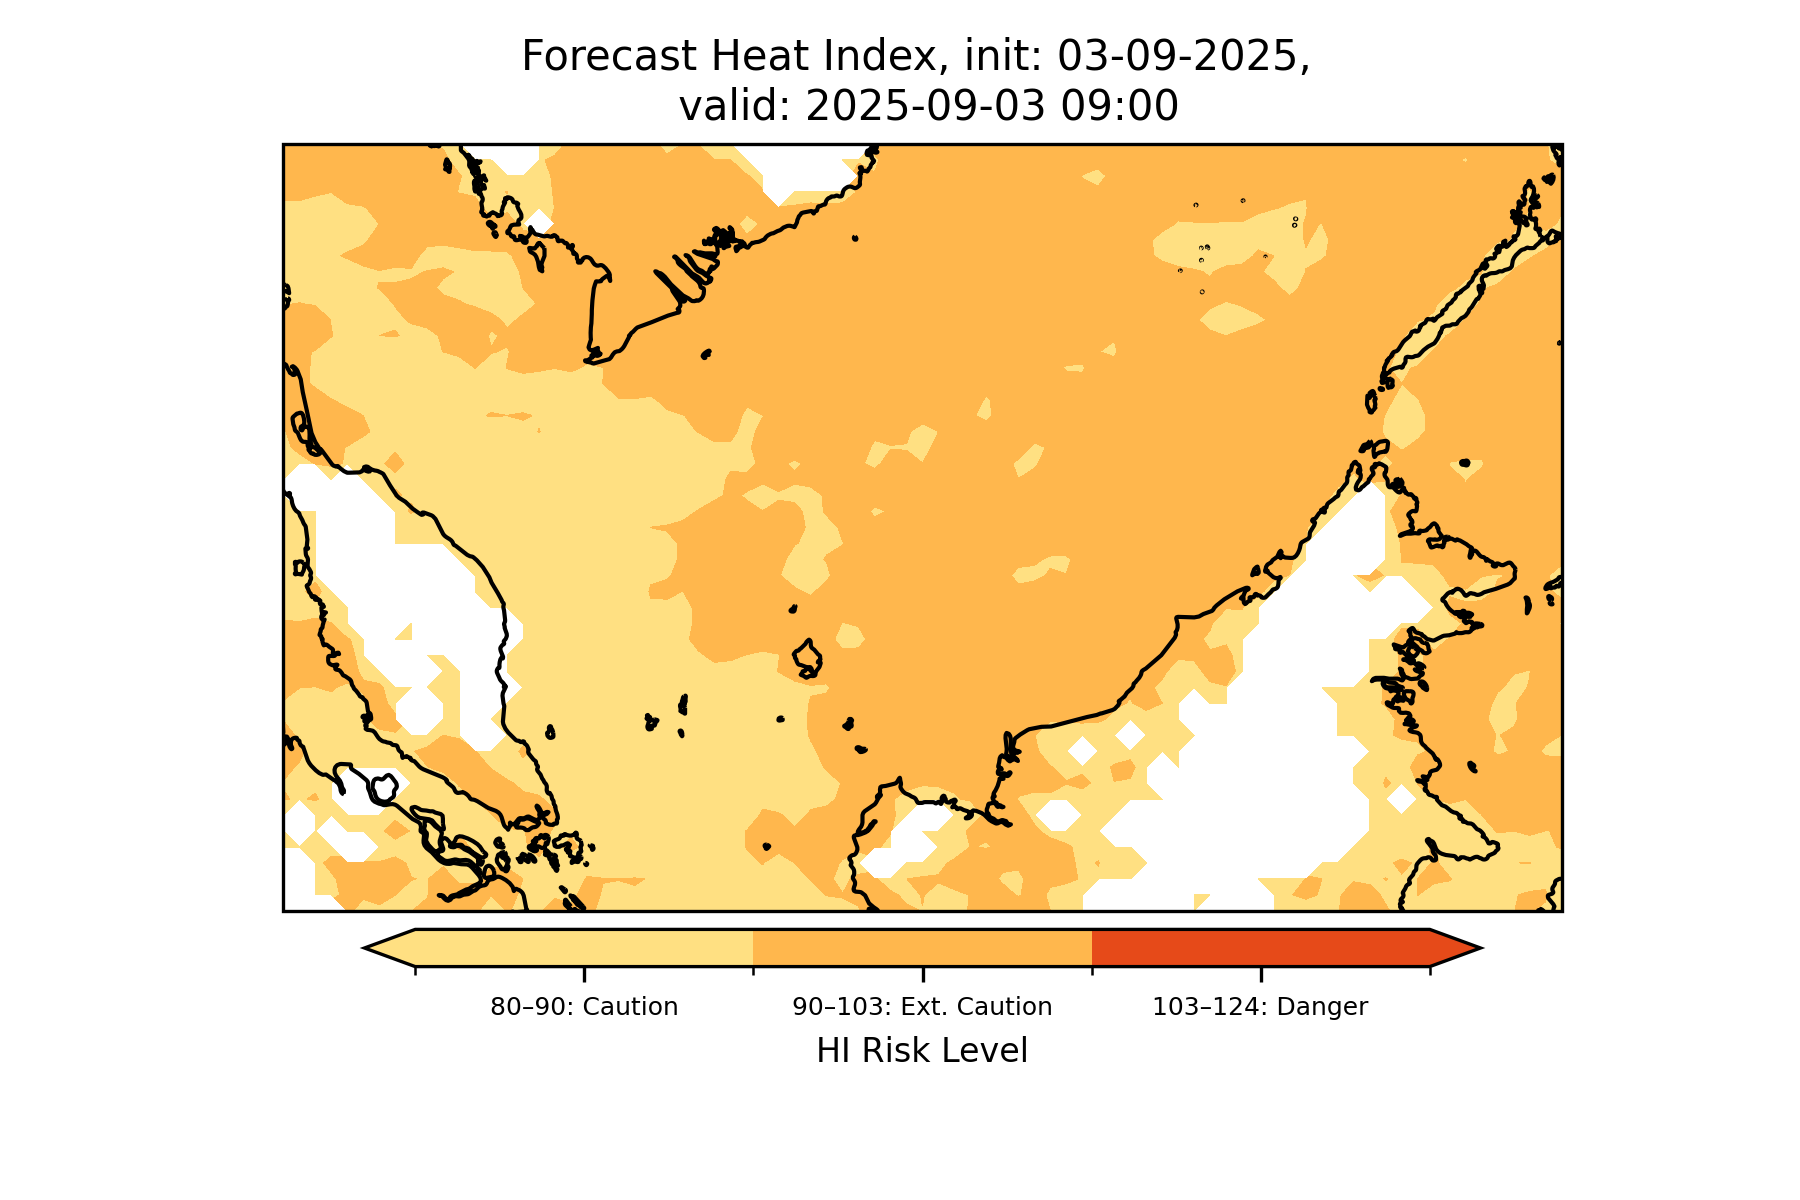 Forecast Heat Index, init: 03-09-2025,
valid: 2025-09-03 09:00
80–90: Caution
90–103: Ext. Caution
103–124: Danger
HI Risk Level